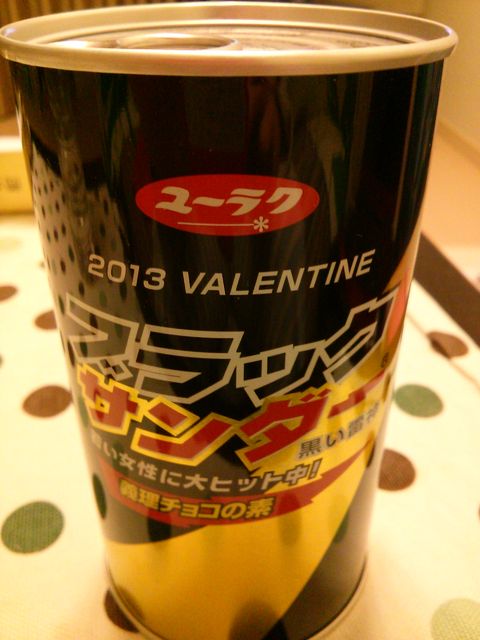 ユーラク
2013 VALENTINE
ブラック
サンダー
黒い雷神
い女性に大ヒット中!
義理チョコの素